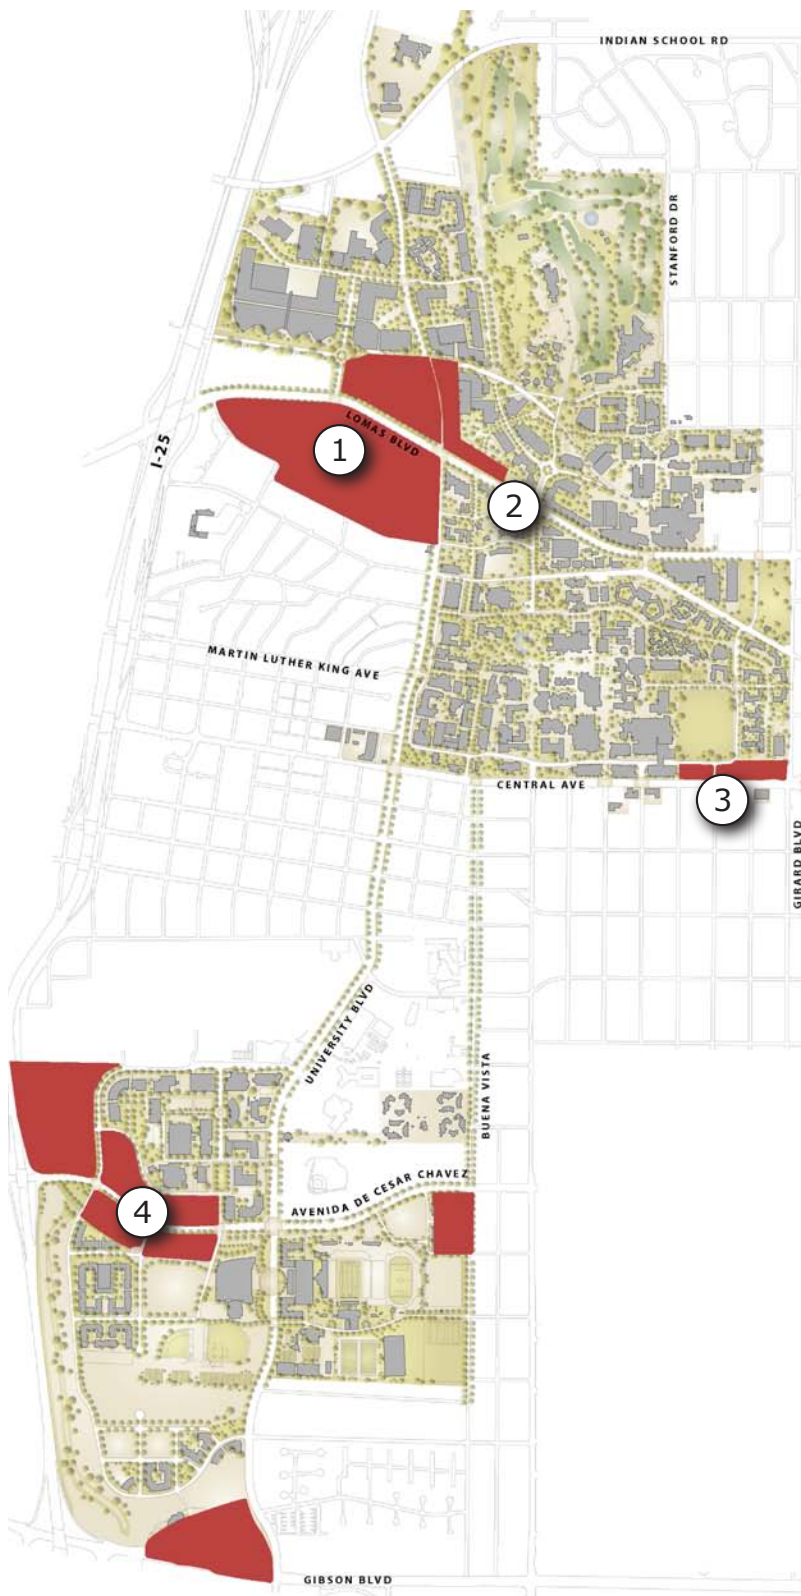 INDIAN SCHOOL RD
STANFORD DR
I-25
LOMAS BLVD
1
2
MARTIN LUTHER KING AVE
CENTRAL AVE
3
GIRARD BLVD
UNIVERSITY BLVD
BUENA VISTA
AVENIDA DE CESAR CHAVEZ
4
GIBSON BLVD